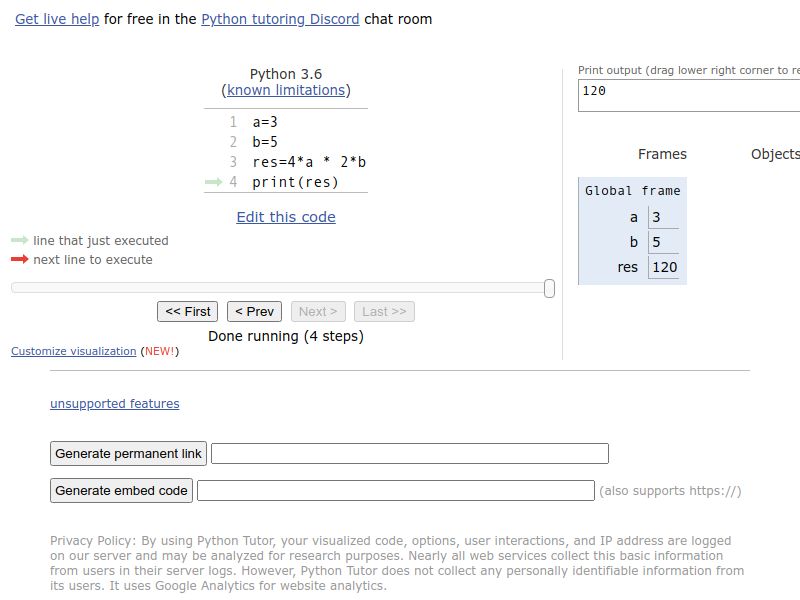 Get live help for free in the Python tutoring Discord chat room
Python 3.6
(known limitations)
1 a=3
2 b=5
3 res=4*a * 2*b
4 print(res)
Edit this code
line that just executed
next line to execute
<< First < Prev Next > Last >>
Done running (4 steps)
Customize visualization (NEW!)
Print output (drag lower right corner to re
120
Frames Objects
Global frame
a 3
b 5
res 120
unsupported features
Generate permanent link
Generate embed code (also supports https://)
Privacy Policy: By using Python Tutor, your visualized code, options, user interactions, and IP address are logged
on our server and may be analyzed for research purposes. Nearly all web services collect this basic information
from users in their server logs. However, Python Tutor does not collect any personally identifiable information from
its users. It uses Google Analytics for website analytics.